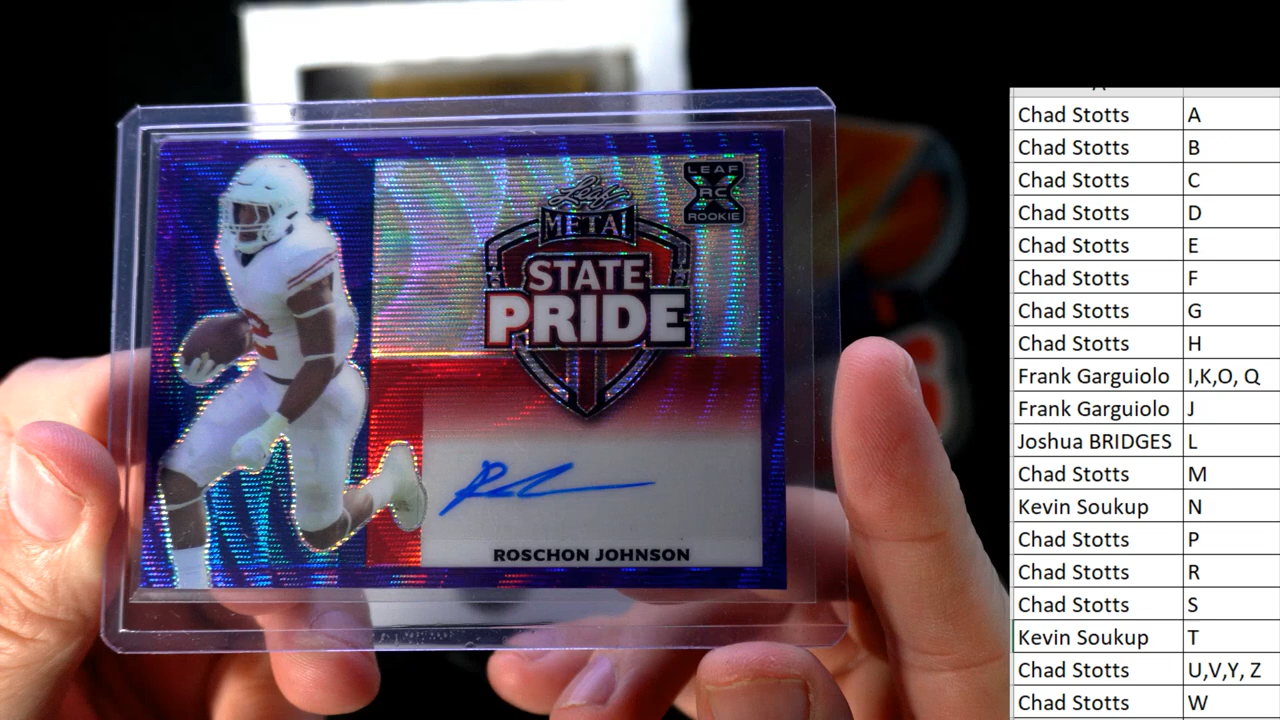 Leaf
METAL
STATE
PRIDE
LEAF
RC
ROOKIE
ROSCHON JOHNSON
Chad Stotts A
Chad Stotts B
Chad Stotts C
Chad Stotts D
Chad Stotts E
Chad Stotts F
Chad Stotts G
Chad Stotts H
Frank Garguiolo I,K,O, Q
Frank Garguiolo J
Joshua BRIDGES L
Chad Stotts M
Kevin Soukup N
Chad Stotts P
Chad Stotts R
Chad Stotts S
Kevin Soukup T
Chad Stotts U,V,Y, Z
Chad Stotts W